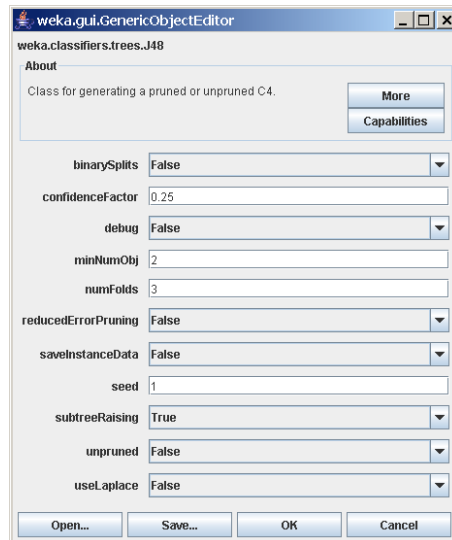 weka.gui.GenericObjectEditor
weka.classifiers.trees.J48
About
Class for generating a pruned or unpruned C4.
More
Capabilities
binarySplits False
confidenceFactor 0.25
debug False
minNumObj 2
numFolds 3
reducedErrorPruning False
saveInstanceData False
seed 1
subtreeRaising True
unpruned False
useLaplace False
Open... Save... OK Cancel